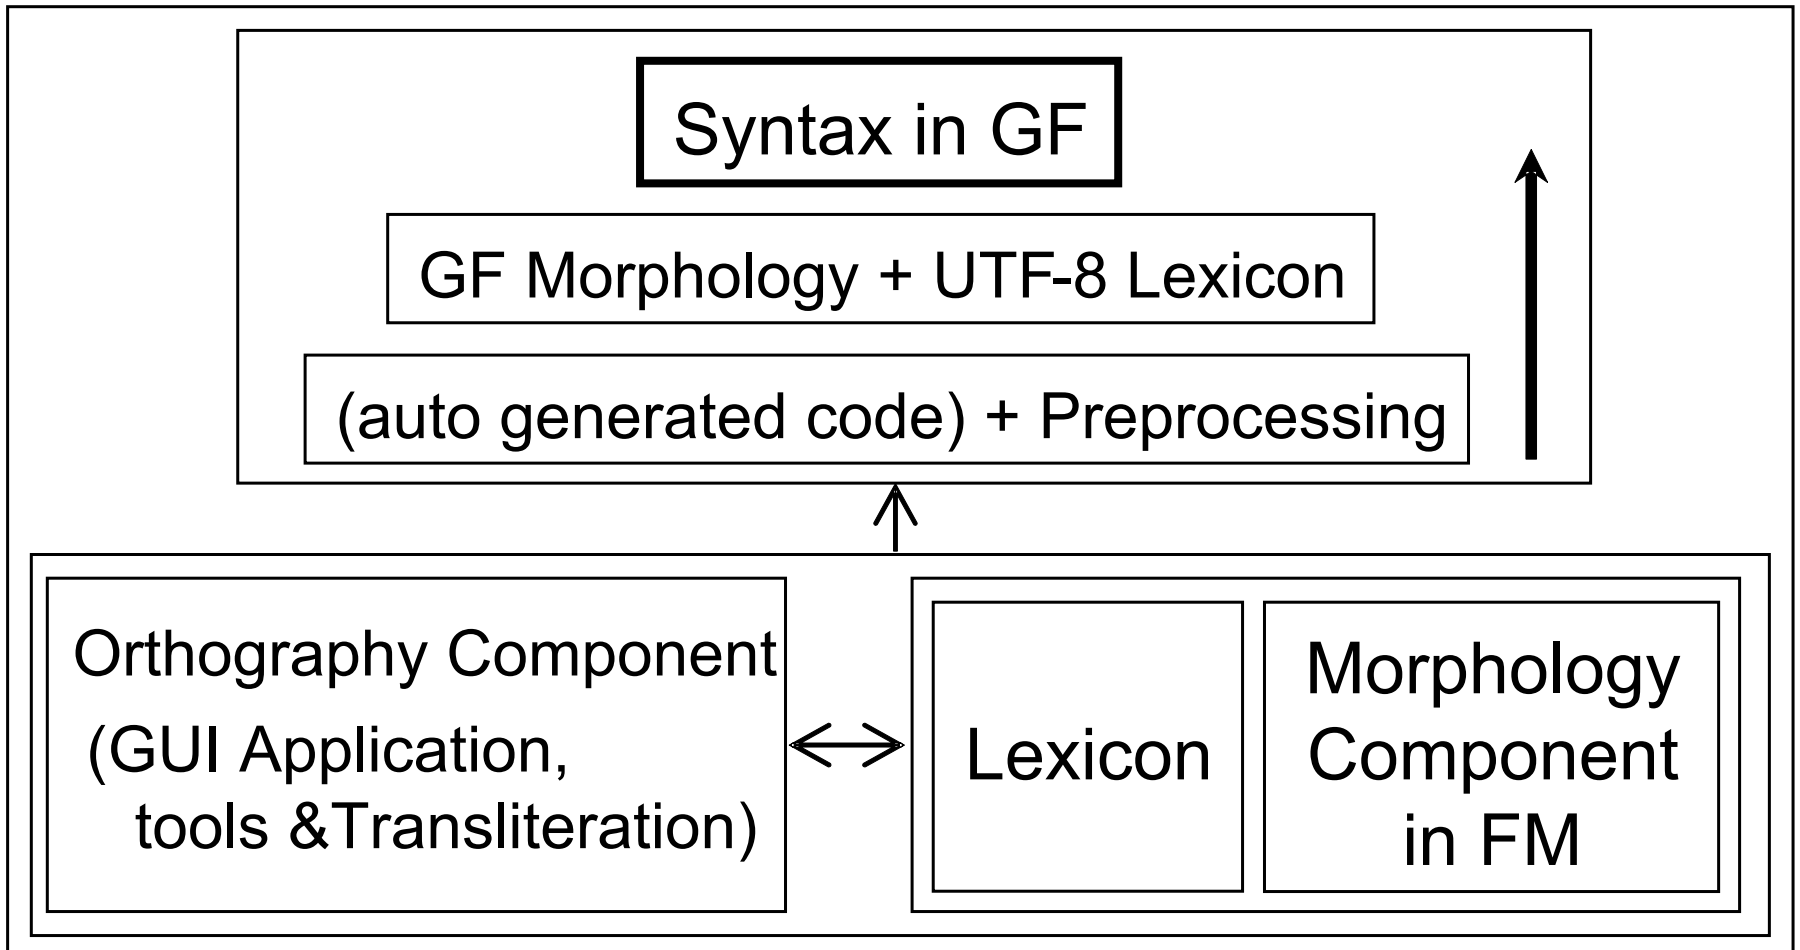 Syntax in GF
GF Morphology + UTF-8 Lexicon
(auto generated code) + Preprocessing
Orthography Component
(GUI Application,
tools &Transliteration)
Lexicon
Morphology
Component
in FM